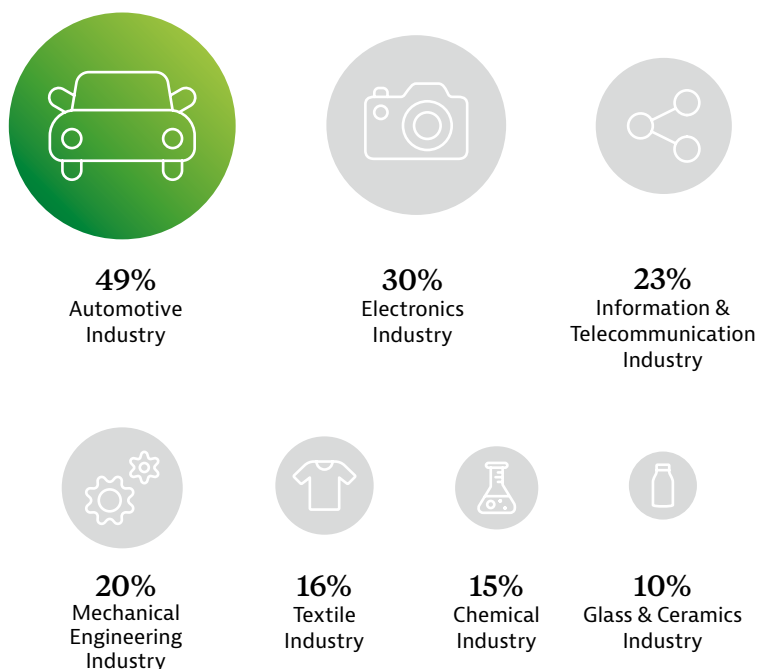 49%
Automotive
Industry
30%
Electronics
Industry
23%
Information &
Telecommunication
Industry
20%
Mechanical
Engineering
Industry
16%
Textile
Industry
15%
Chemical
Industry
10%
Glass & Ceramics
Industry